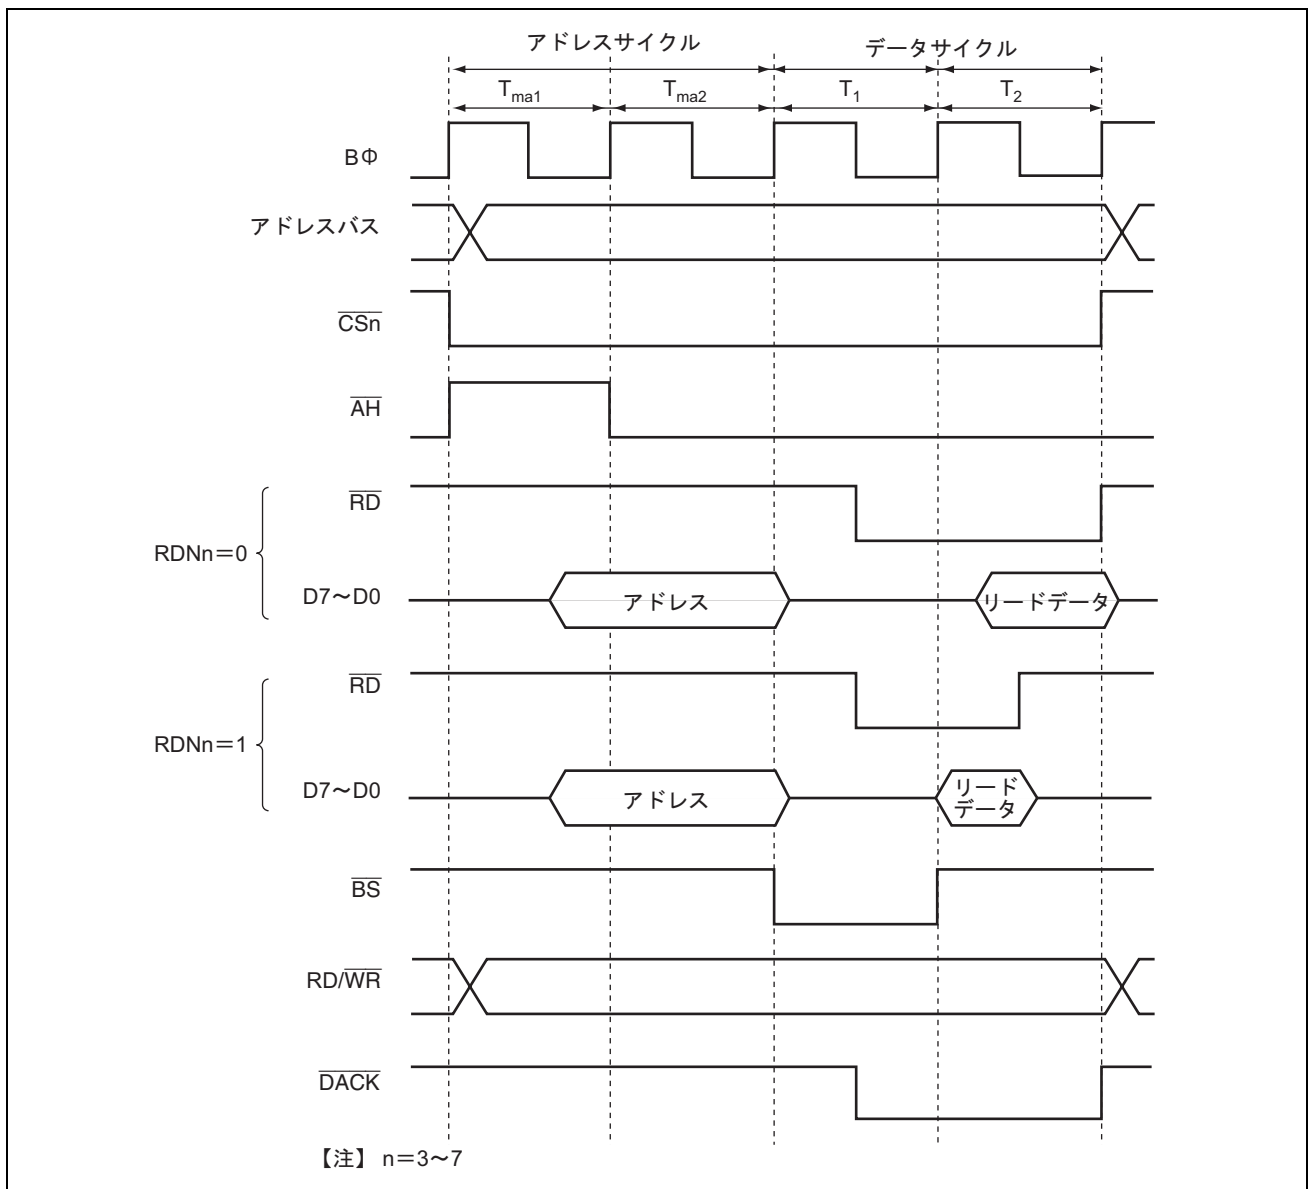 アドレスサイクル データサイクル
Tma1 Tma2 T1 T2
BΦ
アドレスバス
CSn
AH
RD
RDNn=0
D7～D0 アドレス リードデータ
RD
RDNn=1
D7～D0 アドレス リード
データ
BS
RD/WR
DACK
【注】 n=3～7